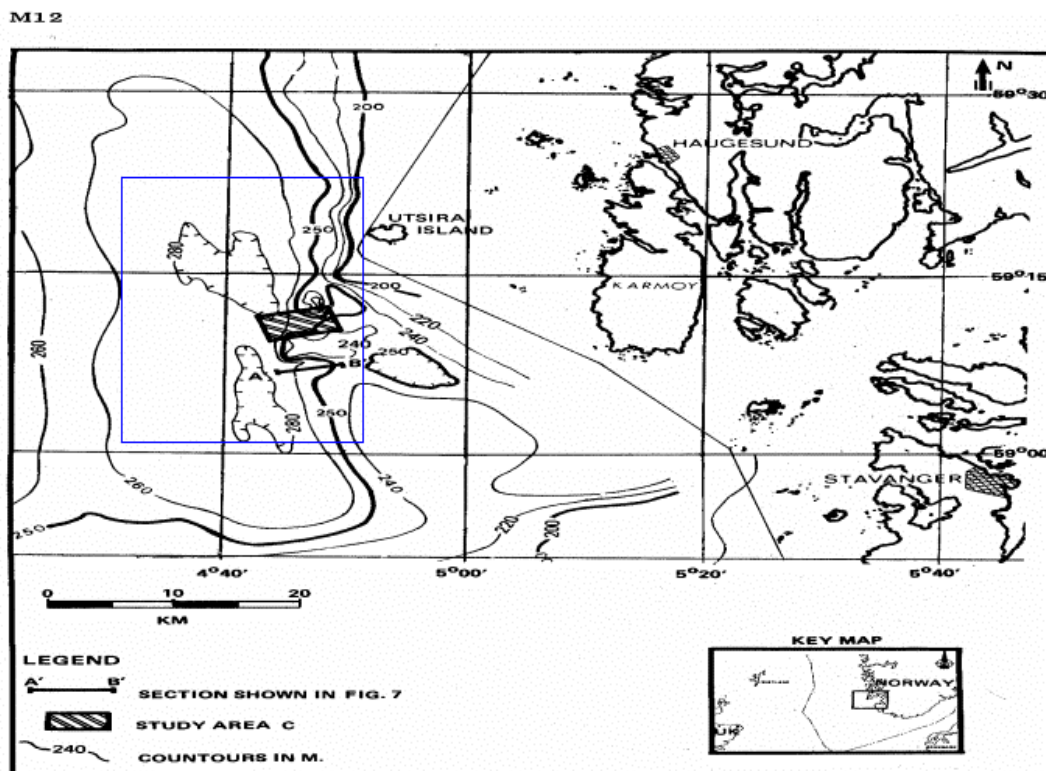 M12
N
200
59°30
HAUGESUND
UTSIRA
ISLAND
280
250
59°15
200
KARMOY
220
240
240
250
A'
B'
260
260
280
250
59°00
STAVANGER
260
240
250
220
200
4°40'
5°00'
5°20'
5°40'
0 10 20
KM
KEY MAP
LEGEND
A' B'
SECTION SHOWN IN FIG. 7
NORWAY
STUDY AREA C
UK
240
COUNTOURS IN M.